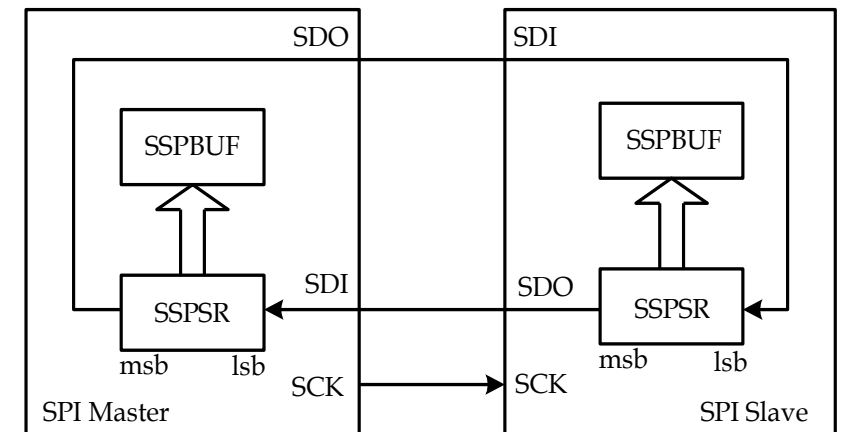 SDO SDI
SSPBUF SSPBUF
SDI SDO
SSPSR SSPSR
msb lsb msb lsb
SCK SCK
SPI Master SPI Slave